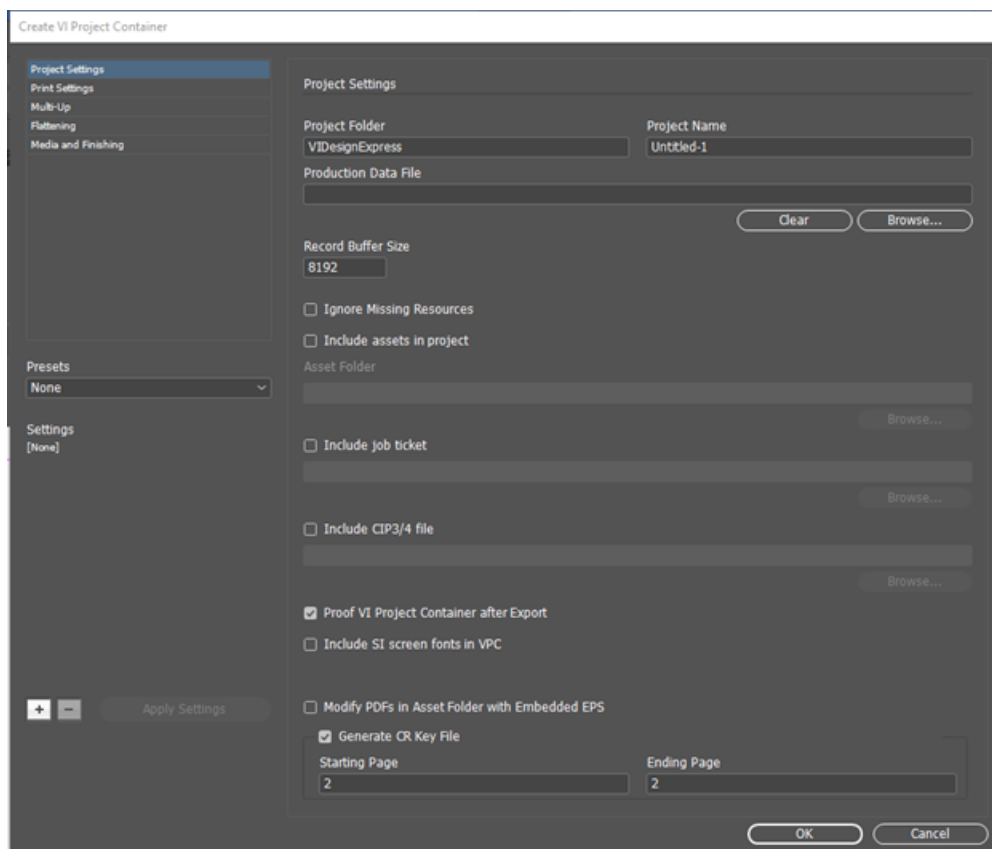 Create VI Project Container
Project Settings
Print Settings
Multi-Up
Flattening
Media and Finishing
Presets
None
Settings
[None]
+ − Apply Settings
Project Settings
Project Folder Project Name
VIDesignExpress Untitled-1
Production Data File
Clear Browse...
Record Buffer Size
8192
Ignore Missing Resources
Include assets in project
Asset Folder
Browse...
Include job ticket
Browse...
Include CIP3/4 file
Browse...
Proof VI Project Container after Export
Include SI screen fonts in VPC
Modify PDFs in Asset Folder with Embedded EPS
Generate CR Key File
Starting Page Ending Page
2 2
OK Cancel